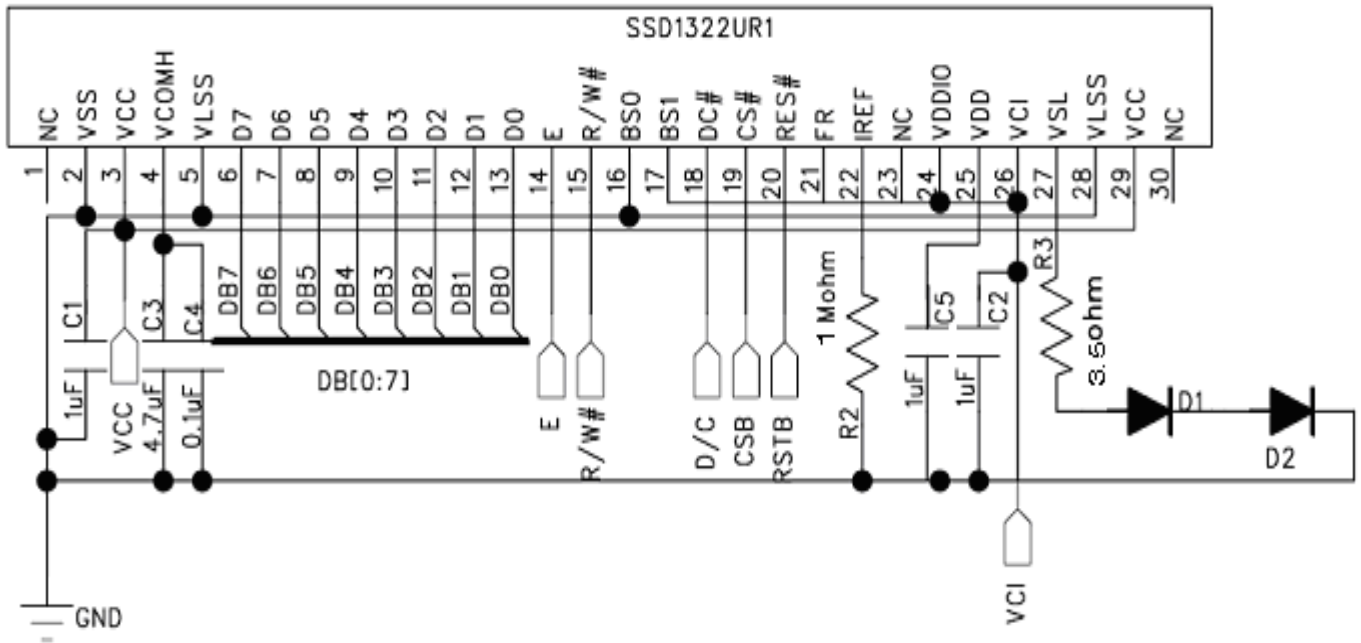 SSD1322UR1
NC
VSS
VCC
VCOMH
VLSS
D7
D6
D5
D4
D3
D2
D1
D0
E
R/W#
BS0
BS1
DC#
CS#
RES#
FR
IREF
NC
VDDIO
VDD
VCI
VSL
VLSS
VCC
NC
1
2
3
4
5
6
7
8
9
10
11
12
13
14
15
16
17
18
19
20
21
22
23
24
25
26
27
28
29
30
C1
1uF
VCC
C3
4.7uF
C4
0.1uF
DB7
DB6
DB5
DB4
DB3
DB2
DB1
DB0
DB[0:7]
E
R/W#
D/C
CSB
RSTB
1 Mohm
R2
C5
1uF
C2
1uF
R3
3.5ohm
D1
D2
VCI
GND